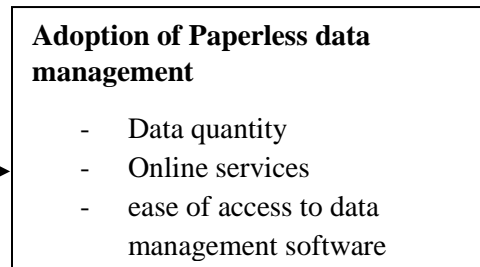 Adoption of Paperless data
management
- Data quantity
- Online services
- ease of access to data
management software